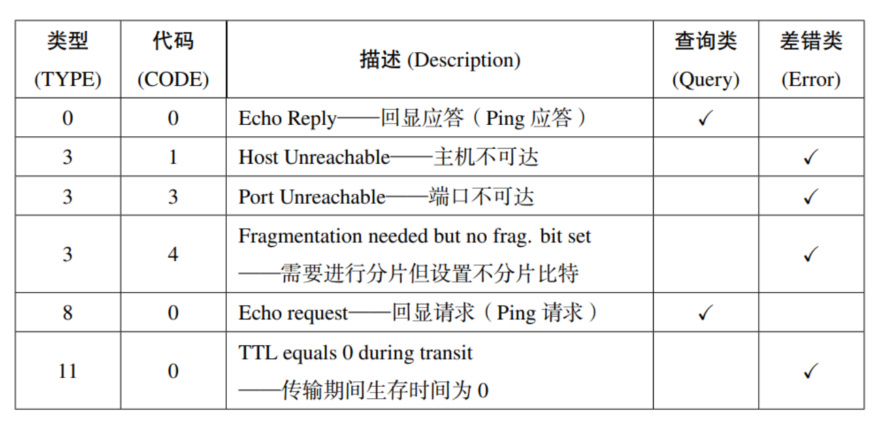 类型 代码 描述 (Description) 查询类 差错类
(TYPE) (CODE) (Query) (Error)
0 0 Echo Reply——回显应答（Ping 应答） ✓
3 1 Host Unreachable——主机不可达 ✓
3 3 Port Unreachable——端口不可达 ✓
3 4 Fragmentation needed but no frag. bit set
——需要进行分片但设置不分片比特 ✓
8 0 Echo request——回显请求（Ping 请求） ✓
11 0 TTL equals 0 during transit
——传输期间生存时间为 0 ✓